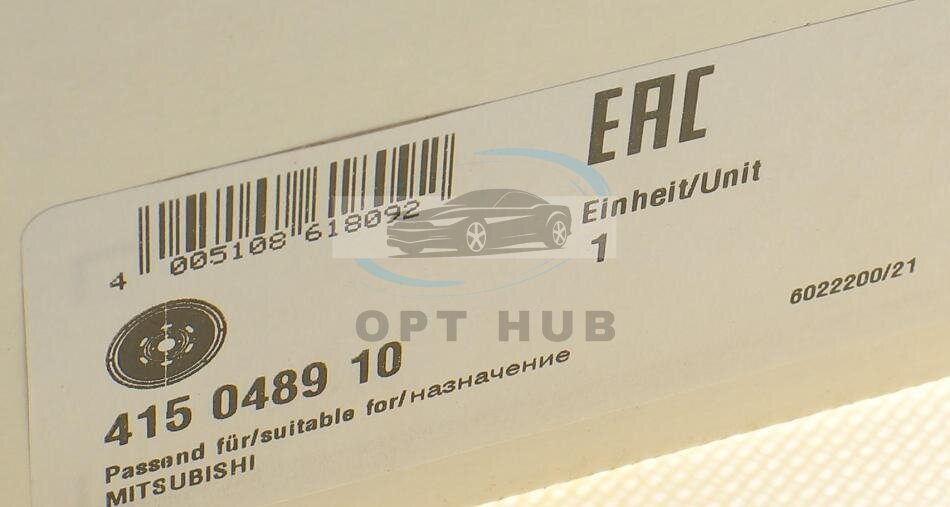 EAC
4 005108 618092
Einheit/Unit
1
6022200/21
OPT HUB
415 0489 10
Passend für/suitable for/назначение
MITSUBISHI